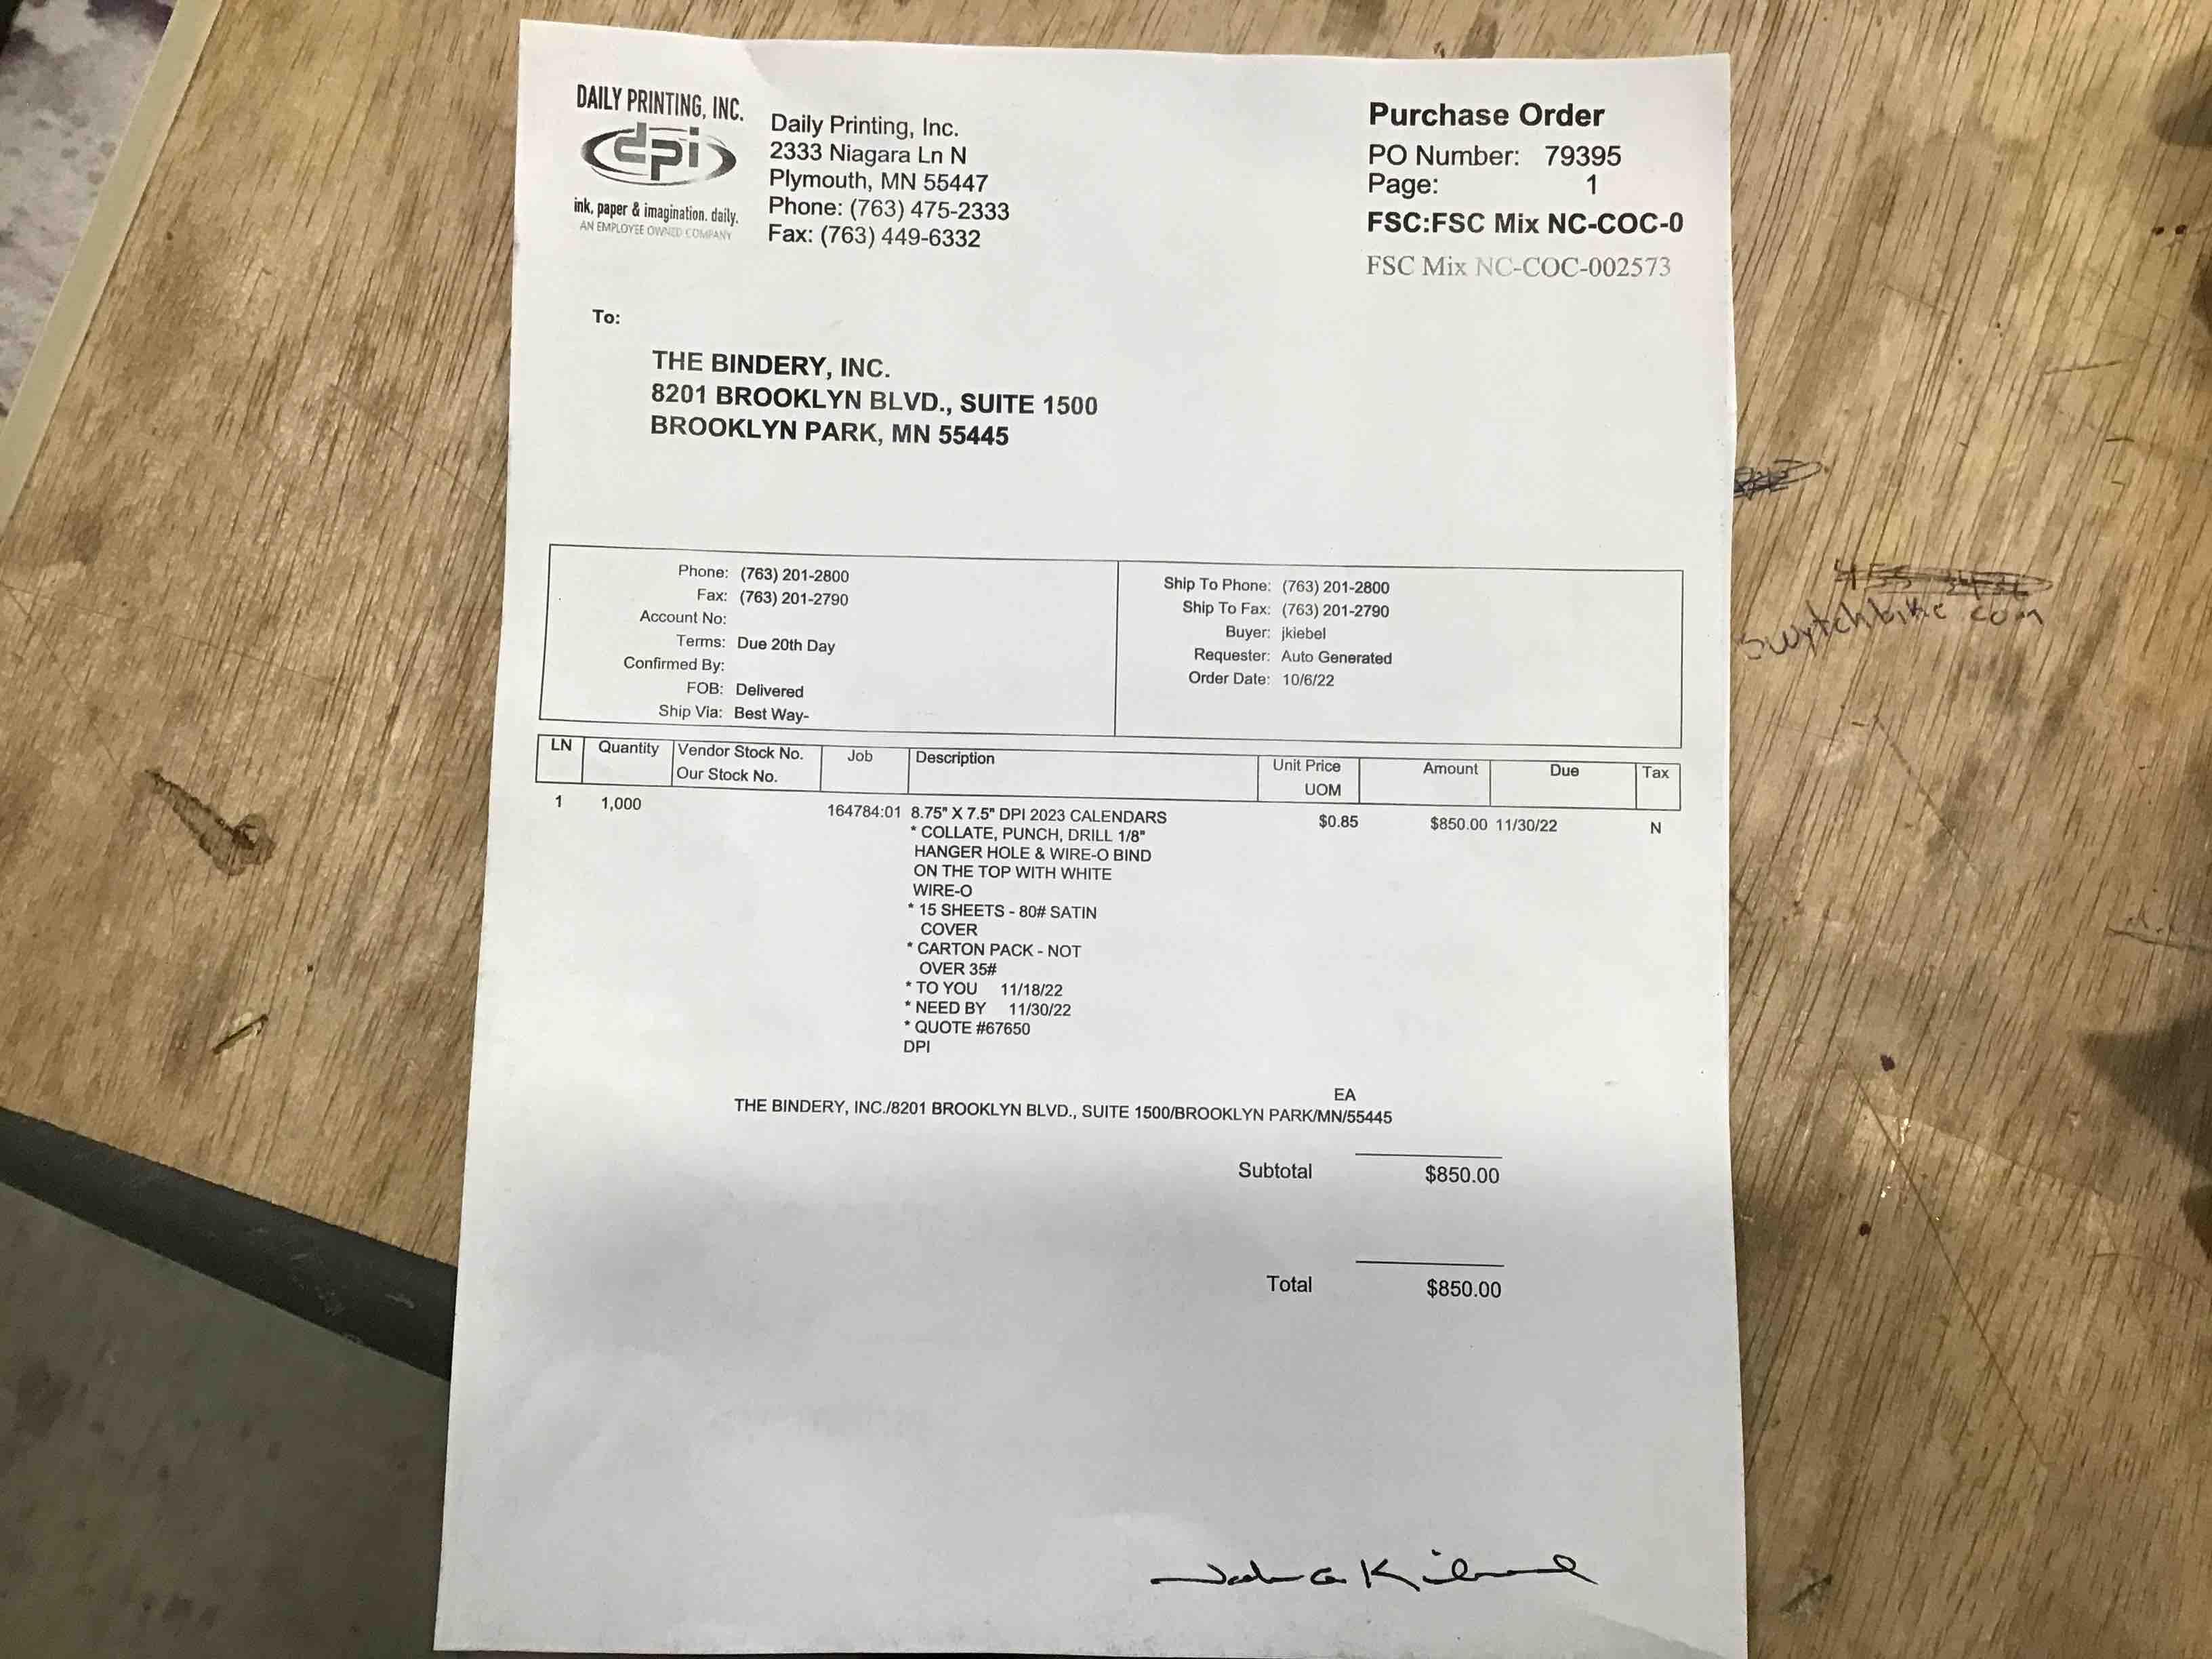 DAILY PRINTING, INC.
dpi
ink, paper & imagination. daily.
AN EMPLOYEE OWNED COMPANY
Daily Printing, Inc.
2333 Niagara Ln N
Plymouth, MN 55447
Phone: (763) 475-2333
Fax: (763) 449-6332
Purchase Order
PO Number: 79395
Page: 1
FSC:FSC Mix NC-COC-0
FSC Mix NC-COC-002573
To:
THE BINDERY, INC.
8201 BROOKLYN BLVD., SUITE 1500
BROOKLYN PARK, MN 55445
Phone: (763) 201-2800
Fax: (763) 201-2790
Account No:
Terms: Due 20th Day
Confirmed By:
FOB: Delivered
Ship Via: Best Way-
Ship To Phone: (763) 201-2800
Ship To Fax: (763) 201-2790
Buyer: jkiebel
Requester: Auto Generated
Order Date: 10/6/22
LN Quantity Vendor Stock No. Job Description Unit Price Amount Due Tax
Our Stock No. UOM
1 1,000 164784:01 8.75" X 7.5" DPI 2023 CALENDARS $0.85 $850.00 11/30/22 N
* COLLATE, PUNCH, DRILL 1/8"
HANGER HOLE & WIRE-O BIND
ON THE TOP WITH WHITE
WIRE-O
* 15 SHEETS - 80# SATIN
COVER
* CARTON PACK - NOT
OVER 35#
* TO YOU 11/18/22
* NEED BY 11/30/22
* QUOTE #67650
DPI
EA
THE BINDERY, INC./8201 BROOKLYN BLVD., SUITE 1500/BROOKLYN PARK/MN/55445
Subtotal $850.00
Total $850.00
swytchbike com